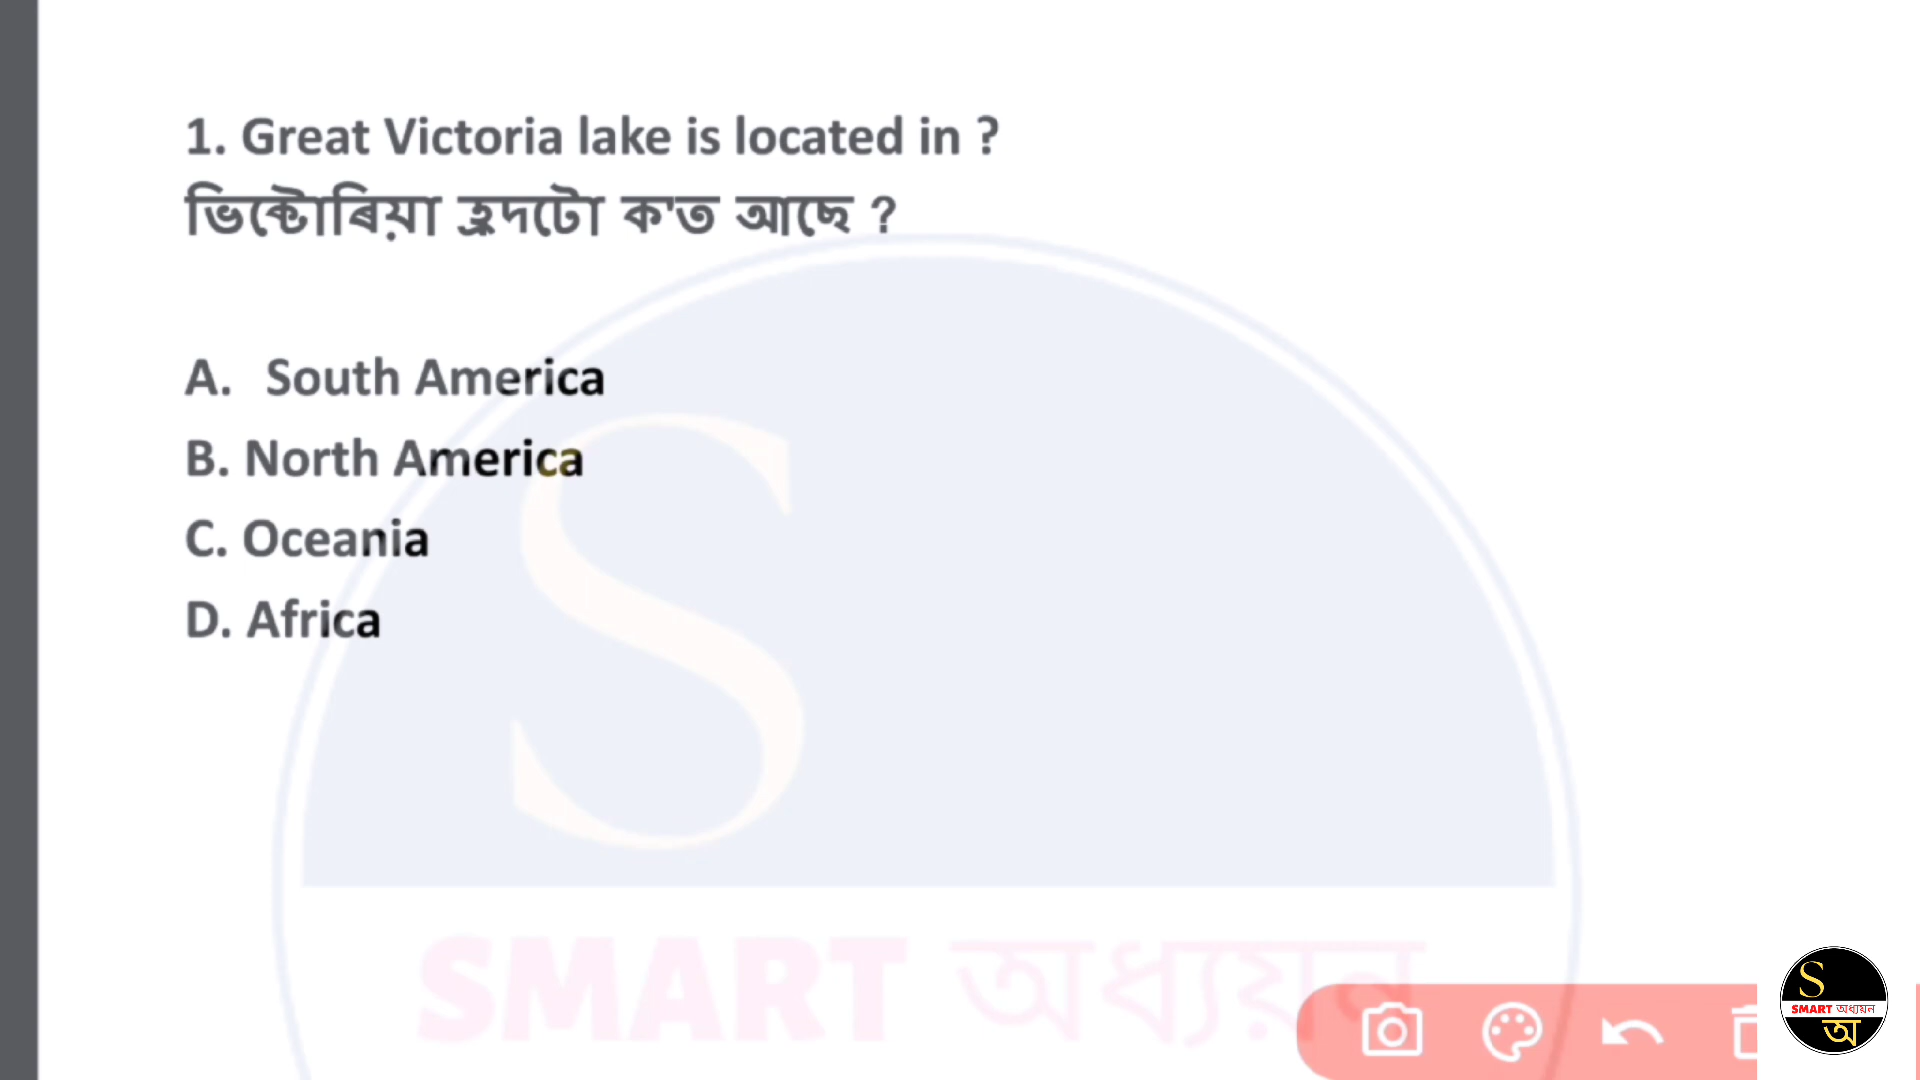 1. Great Victoria lake is located in ?
ভিক্টোৰিয়া হ্ৰদটো ক'ত আছে ?
A. South America
B. North America
C. Oceania
D. Africa
S
SMART অধ্যয়ন
S
SMART অধ্যয়ন
অ